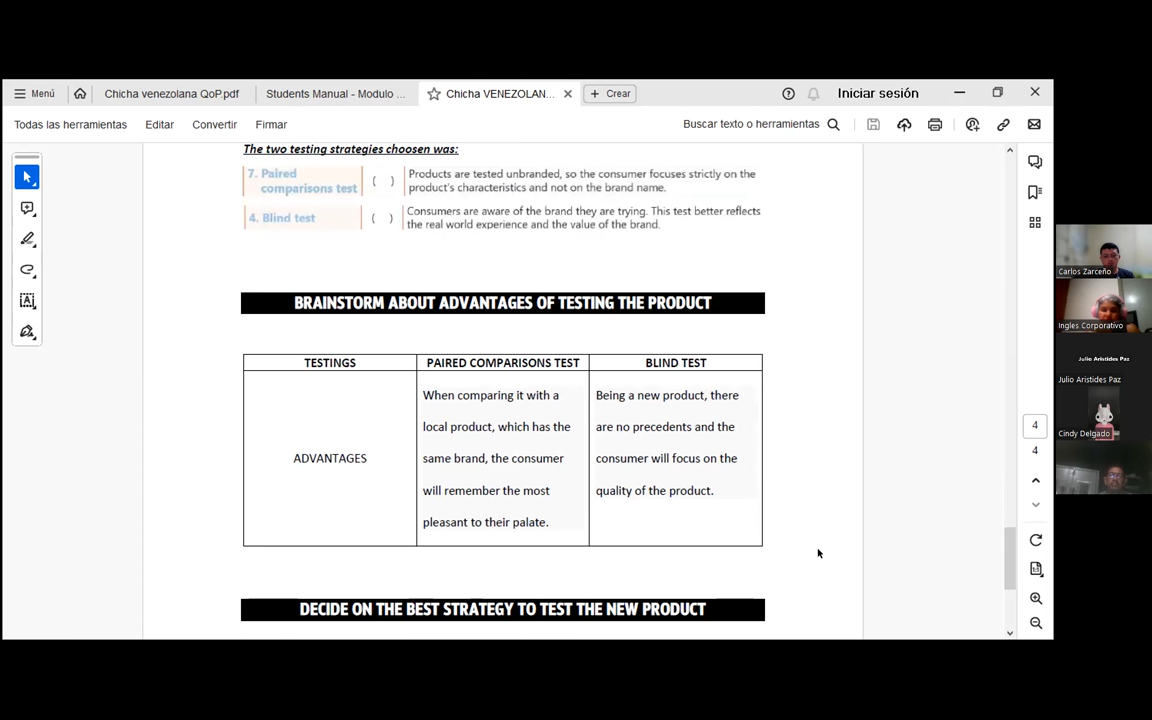 Menú
Chicha venezolana QoP.pdf
Students Manual - Modulo ...
Chicha VENEZOLAN...
Crear
Iniciar sesión
Todas las herramientas
Editar
Convertir
Firmar
Buscar texto o herramientas
The two testing strategies choosen was:
7. Paired
comparisons test
( )
Products are tested unbranded, so the consumer focuses strictly on the
product's characteristics and not on the brand name.
4. Blind test
( )
Consumers are aware of the brand they are trying. This test better reflects
the real world experience and the value of the brand.
BRAINSTORM ABOUT ADVANTAGES OF TESTING THE PRODUCT
TESTINGS
PAIRED COMPARISONS TEST
BLIND TEST
ADVANTAGES
When comparing it with a
local product, which has the
same brand, the consumer
will remember the most
pleasant to their palate.
Being a new product, there
are no precedents and the
consumer will focus on the
quality of the product.
DECIDE ON THE BEST STRATEGY TO TEST THE NEW PRODUCT
4
4
Carlos Zarceño
Ingles Corporativo
Julio Aristides Paz
Julio Aristides Paz
Cindy Delgado